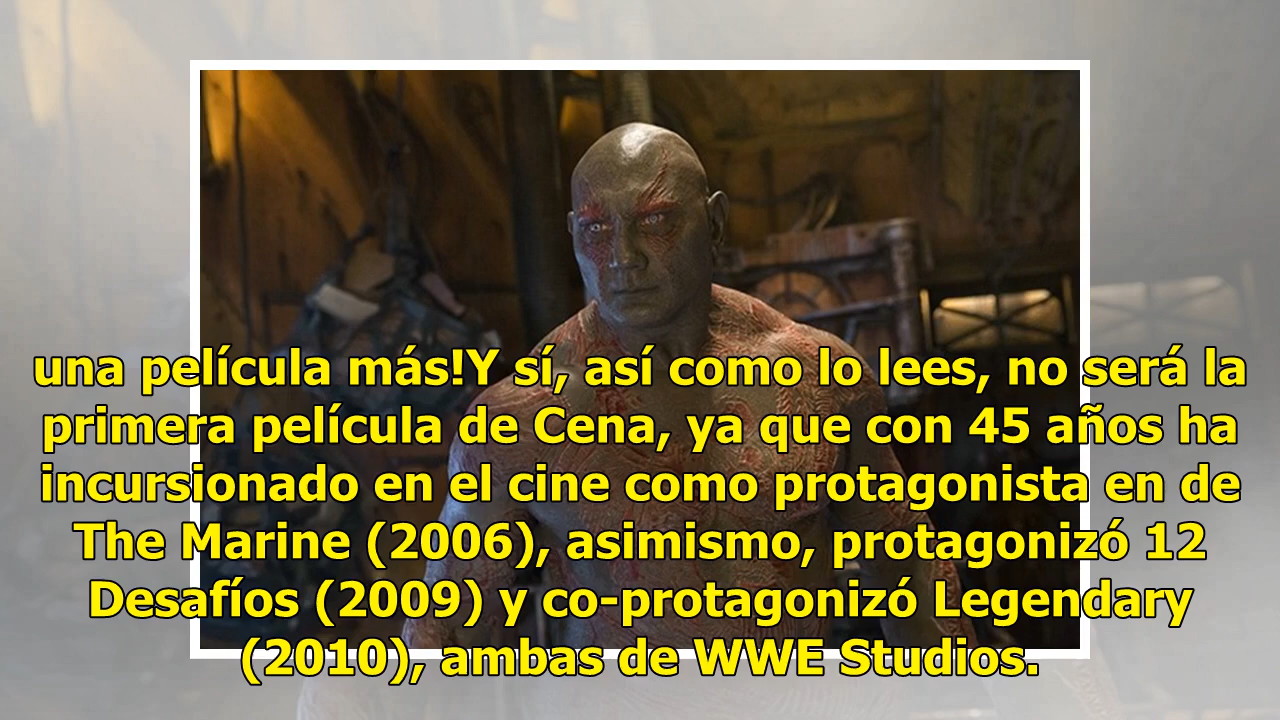 una película más!Y sí, así como lo lees, no será la
primera película de Cena, ya que con 45 años ha
incursionado en el cine como protagonista en de
The Marine (2006), asimismo, protagonizó 12
Desafíos (2009) y co-protagonizó Legendary
(2010), ambas de WWE Studios.